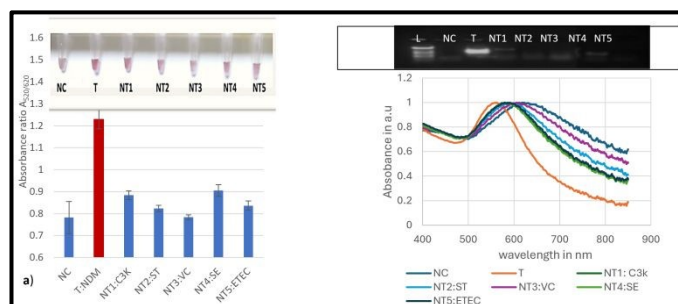 Absorbance ratio A520/620
1.6
1.5
1.4
1.3
1.2
1.1
1
0.9
0.8
0.7
0.6
NC T NT1 NT2 NT3 NT4 NT5
a)
NC
T:NDM
NT1:C3K
NT2:ST
NT3:VC
NT4:SE
NT5:ETEC
L NC T NT1 NT2 NT3 NT4 NT5
Absobance in a.u
1.2
1
0.8
0.6
0.4
0.2
0
400 500 600 700 800 900
wavelength in nm
NC T NT1: C3K
NT2:ST NT3:VC NT4:SE
NT5:ETEC